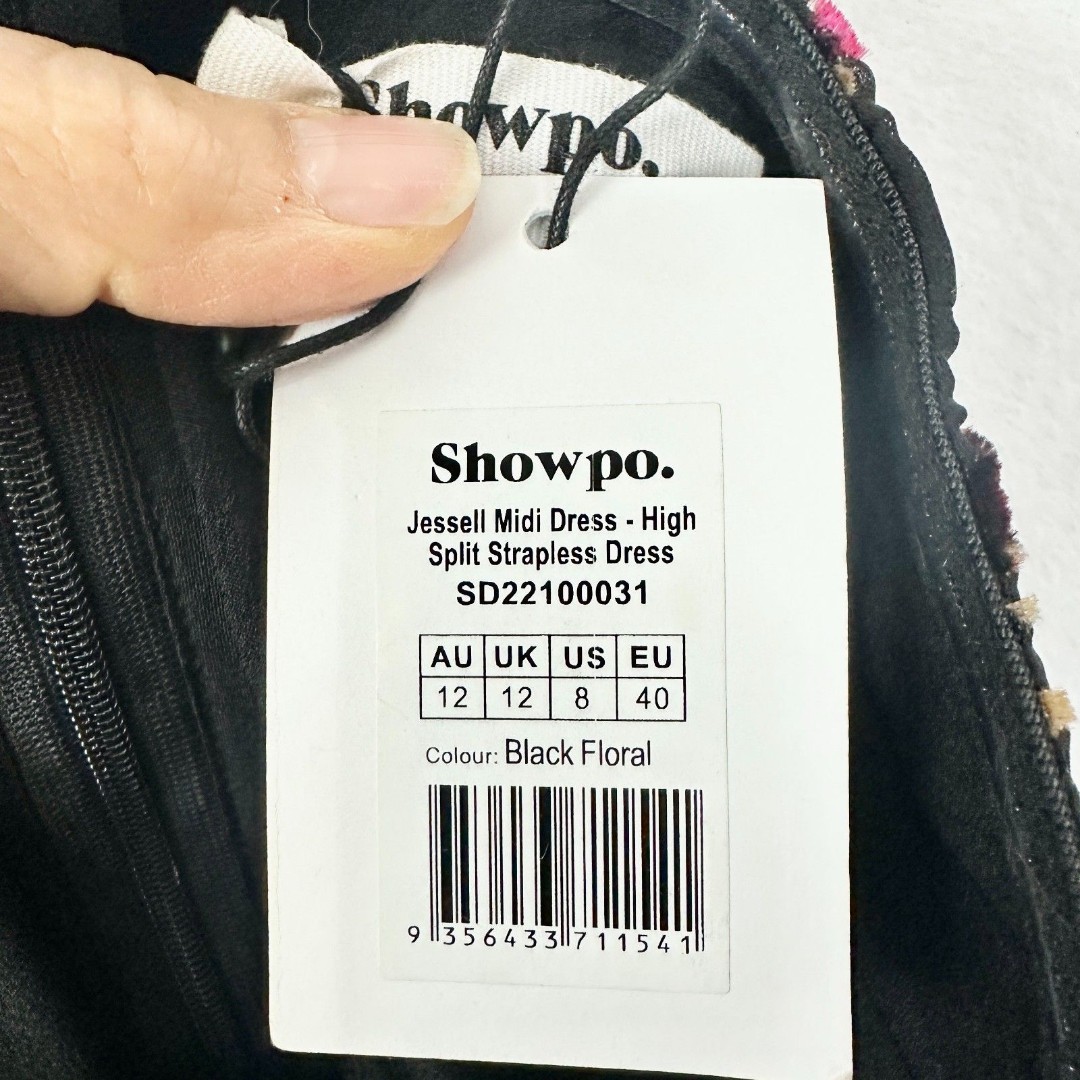 Showpo.
Showpo.
Jessell Midi Dress - High
Split Strapless Dress
SD22100031
AU UK US EU
12 12 8 40
Colour: Black Floral
9 356433 711541